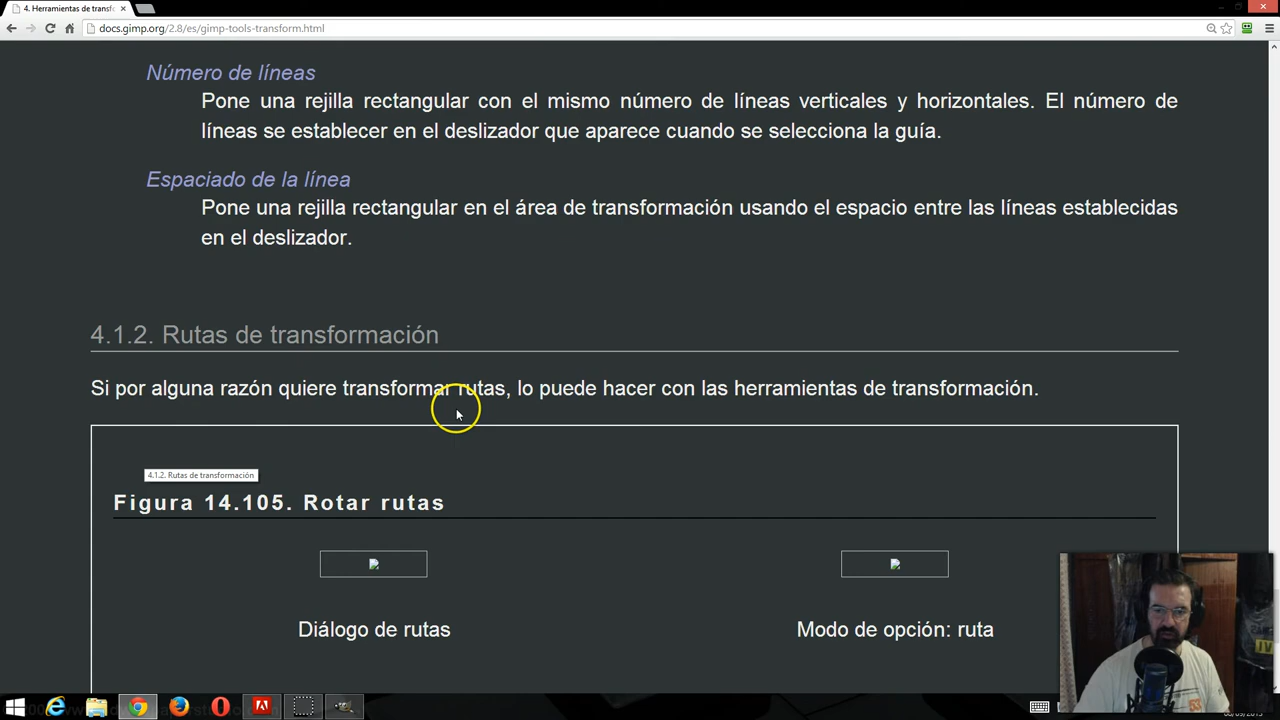 4. Herramientas de transf
docs.gimp.org/2.8/es/gimp-tools-transform.html
Número de líneas
Pone una rejilla rectangular con el mismo número de líneas verticales y horizontales. El número de
líneas se establecer en el deslizador que aparece cuando se selecciona la guía.
Espaciado de la línea
Pone una rejilla rectangular en el área de transformación usando el espacio entre las líneas establecidas
en el deslizador.
4.1.2. Rutas de transformación
Si por alguna razón quiere transformar rutas, lo puede hacer con las herramientas de transformación.
4.1.2. Rutas de transformación
Figura 14.105. Rotar rutas
Diálogo de rutas
Modo de opción: ruta